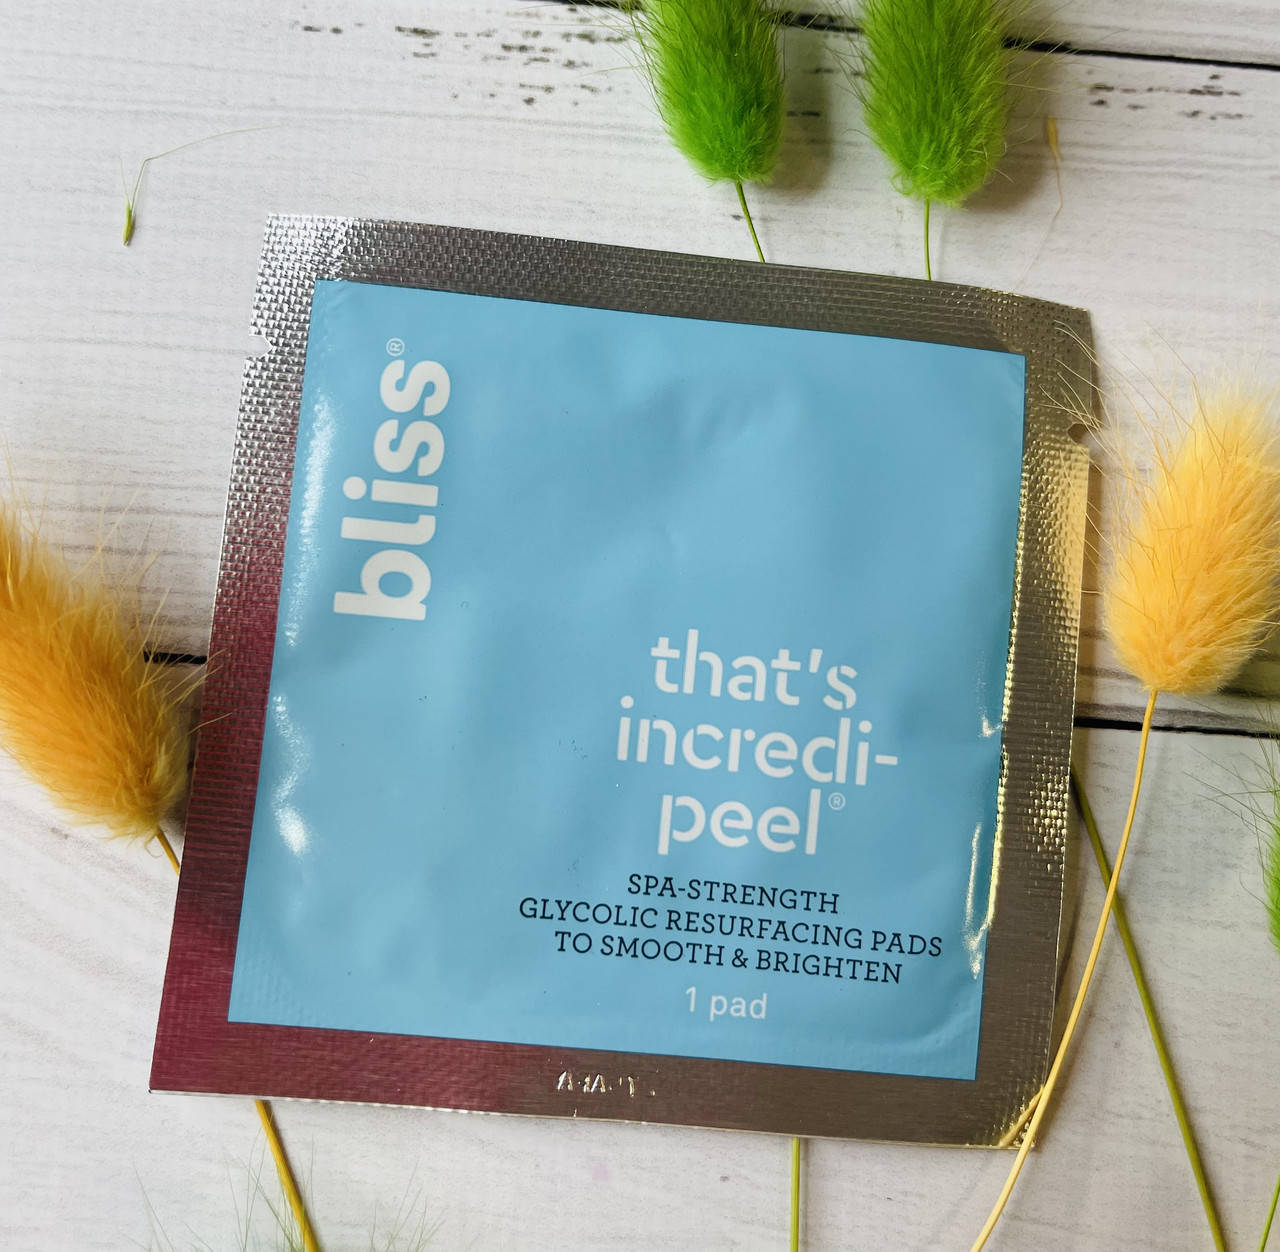 bliss®
that's
incredi-
peel®
SPA-STRENGTH
GLYCOLIC RESURFACING PADS
TO SMOOTH & BRIGHTEN
1 pad